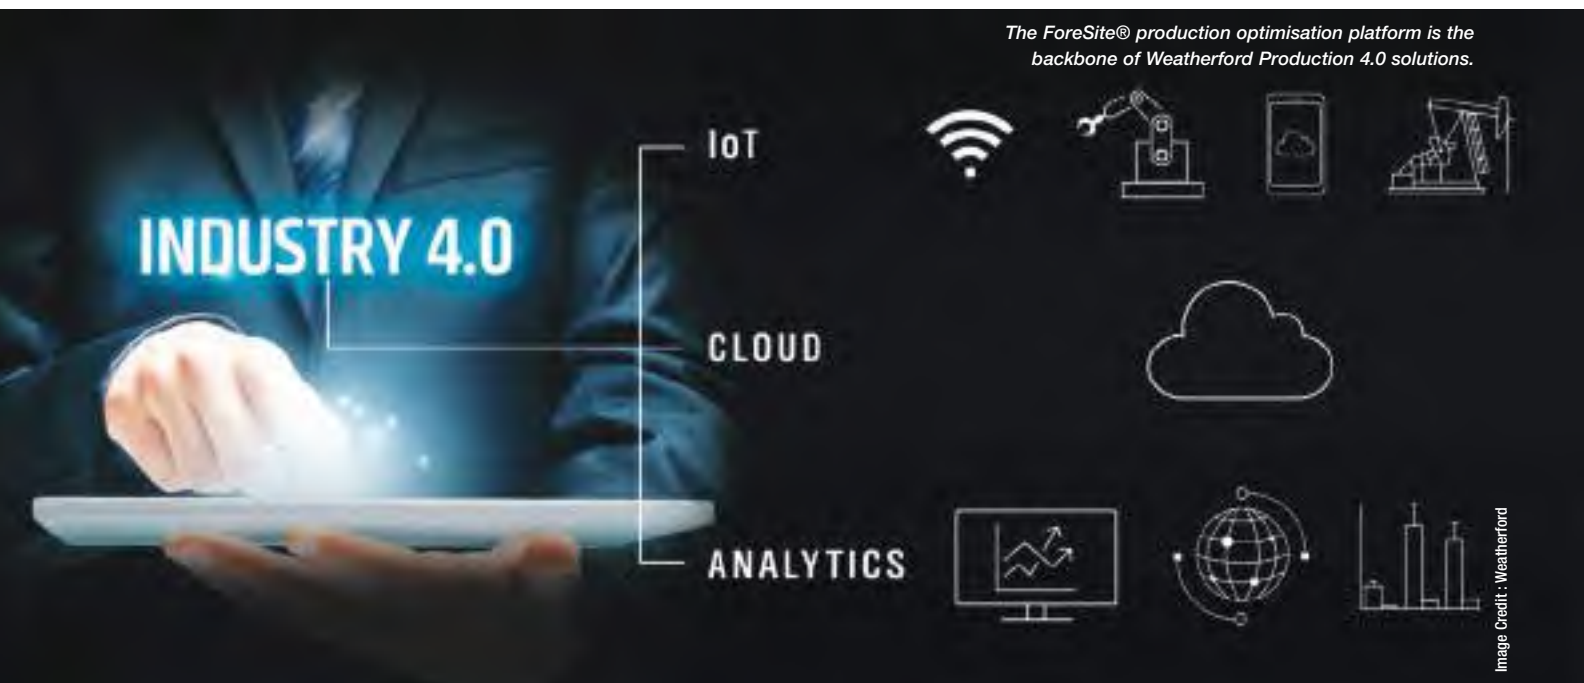 The ForeSite® production optimisation platform is the
backbone of Weatherford Production 4.0 solutions.
INDUSTRY 4.0
IoT
CLOUD
ANALYTICS
Image Credit : Weatherford